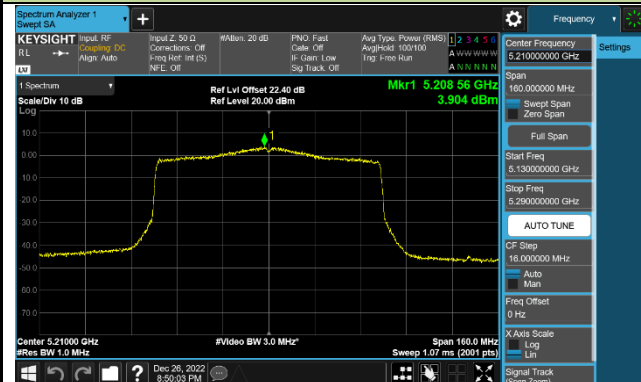 Spectrum Analyzer 1
Swept SA
Frequency
KEYSIGHT
RL
Input: RF
Coupling: DC
Align: Auto
Input Z: 50 Ω
Corrections: Off
Freq Ref: Int (S)
NFE: Off
#Atten: 20 dB
PNO: Fast
Gate: Off
IF Gain: Low
Sig Track: Off
Avg Type: Power (RMS)
Avg|Hold: 100/100
Trig: Free Run
1 2 3 4 5 6
A W W W W W
A N N N N N
LXI
1 Spectrum
Scale/Div 10 dB
Log
Ref Lvl Offset 22.40 dB
Ref Level 20.00 dBm
Mkr1 5.208 56 GHz
3.904 dBm
1
10.0
0.00
-10.0
-20.0
-30.0
-40.0
-50.0
-60.0
-70.0
Center 5.21000 GHz
#Res BW 1.0 MHz
#Video BW 3.0 MHz*
Span 160.0 MHz
Sweep 1.07 ms (2001 pts)
Dec 26, 2022
8:50:03 PM
Center Frequency
5.210000000 GHz
Span
160.000000 MHz
Swept Span
Zero Span
Full Span
Start Freq
5.130000000 GHz
Stop Freq
5.290000000 GHz
AUTO TUNE
CF Step
16.000000 MHz
Auto
Man
Freq Offset
0 Hz
X Axis Scale
Log
Lin
Signal Track
(Span Zoom)
Settings